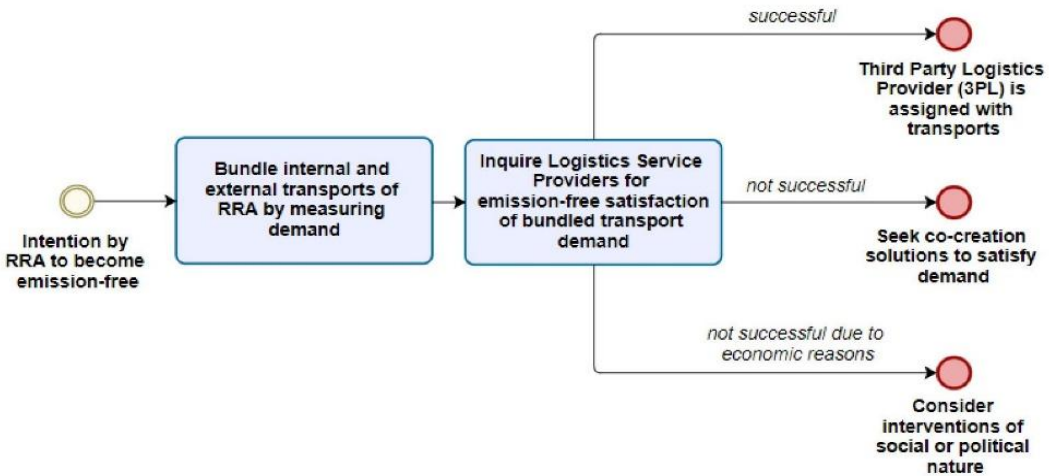 Intention by
RRA to become
emission-free
Bundle internal and
external transports of
RRA by measuring
demand
Inquire Logistics Service
Providers for
emission-free satisfaction
of bundled transport
demand
successful
Third Party Logistics
Provider (3PL) is
assigned with
transports
not successful
Seek co-creation
solutions to satisfy
demand
not successful due to
economic reasons
Consider
interventions of
social or political
nature